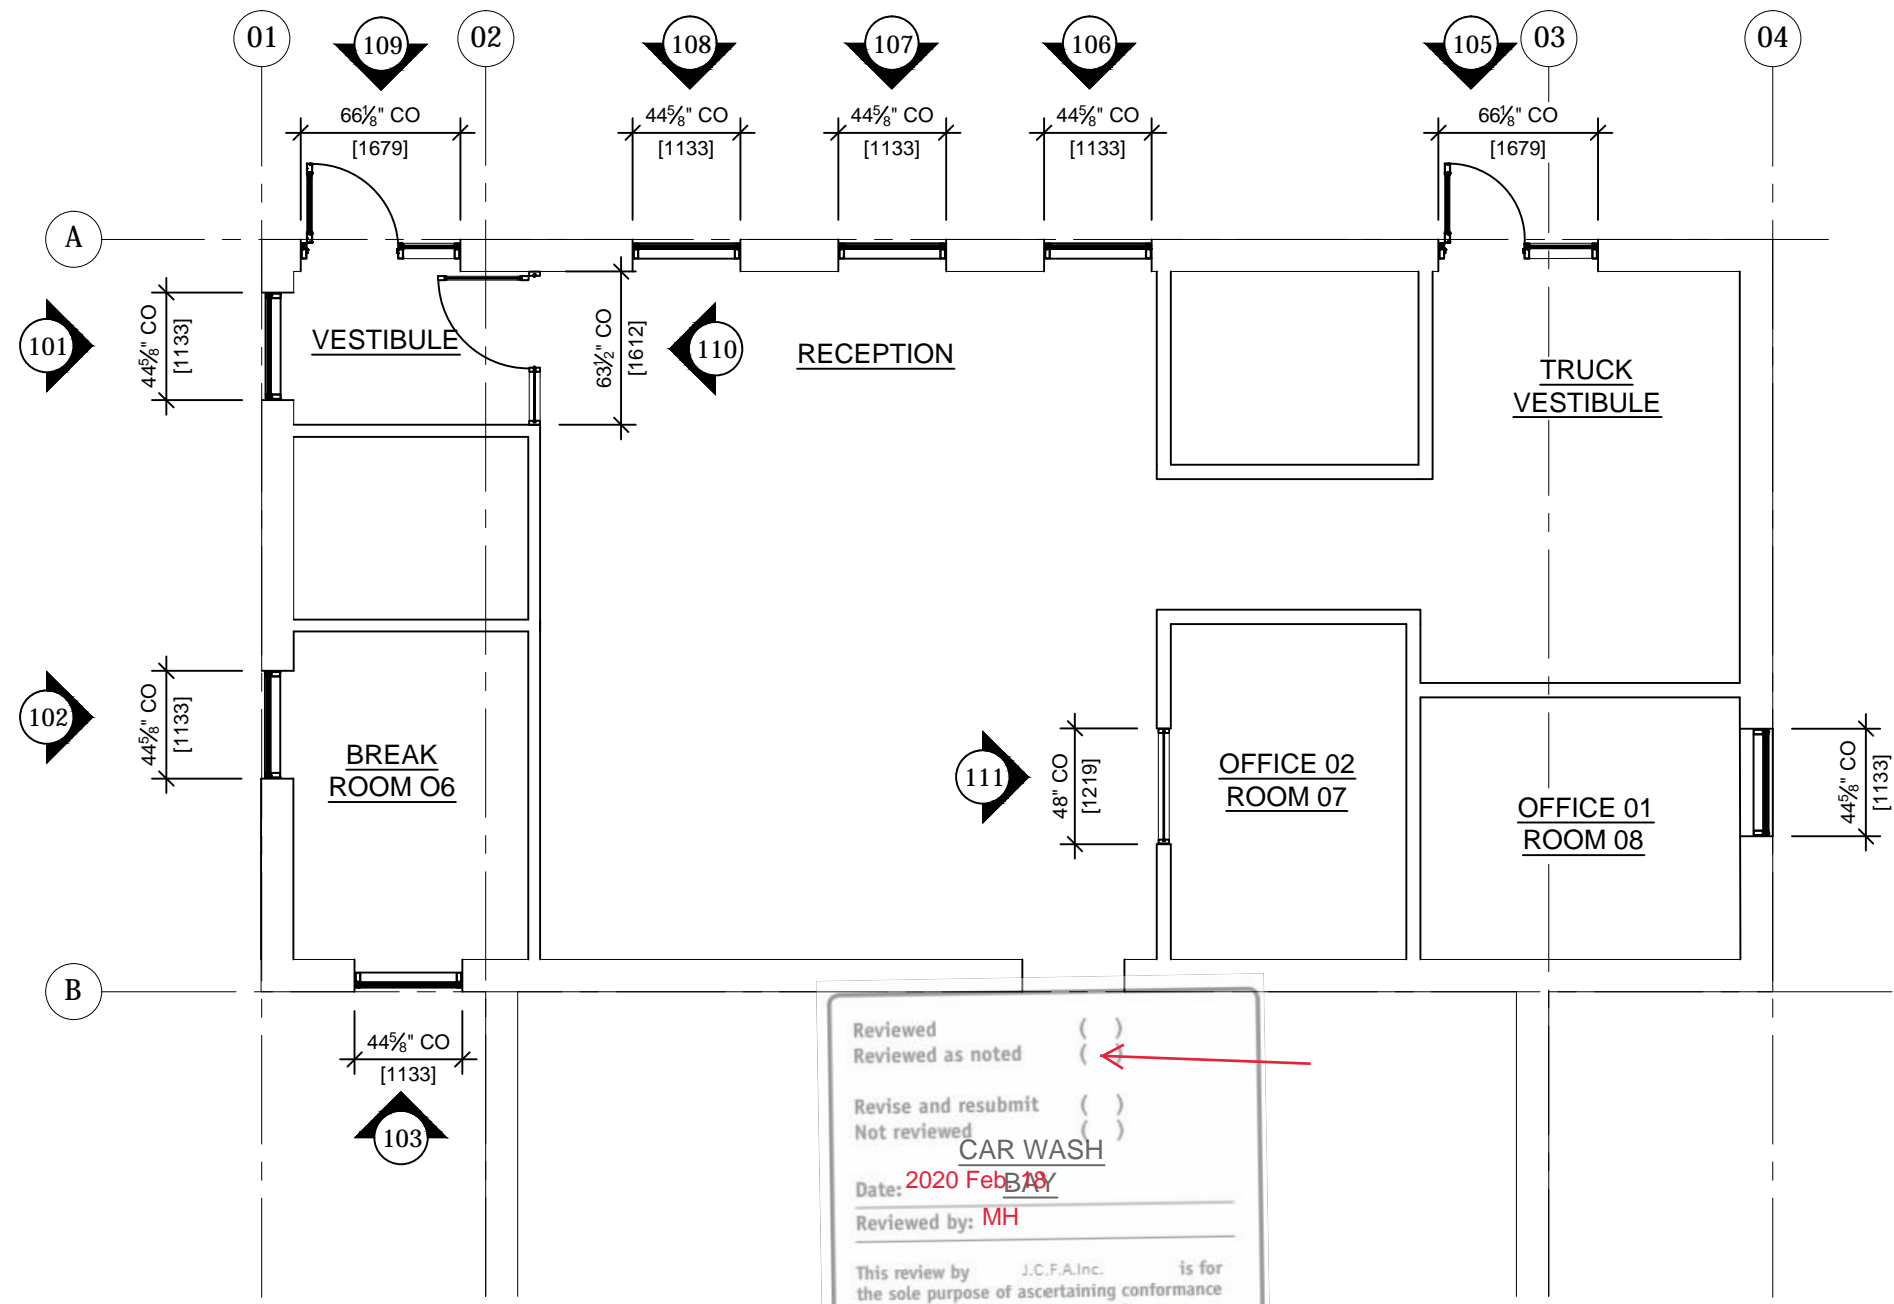 01
109
02
108
107
106
105
03
04
66⅛" CO
[1679]
44⅝" CO
[1133]
44⅝" CO
[1133]
44⅝" CO
[1133]
66⅛" CO
[1679]
A
101
44⅝" CO
[1133]
VESTIBULE
63½" CO
[1612]
110
RECEPTION
TRUCK
VESTIBULE
102
44⅝" CO
[1133]
BREAK
ROOM O6
111
48" CO
[1219]
OFFICE 02
ROOM 07
OFFICE 01
ROOM 08
44⅝" CO
[1133]
B
44⅝" CO
[1133]
103
Reviewed ( )
Reviewed as noted ( )
Revise and resubmit ( )
Not reviewed ( )
CAR WASH
BAY
Date: 2020 Feb. 18
Reviewed by: MH
This review by J.C.F.A.Inc. is for
the sole purpose of ascertaining conformance